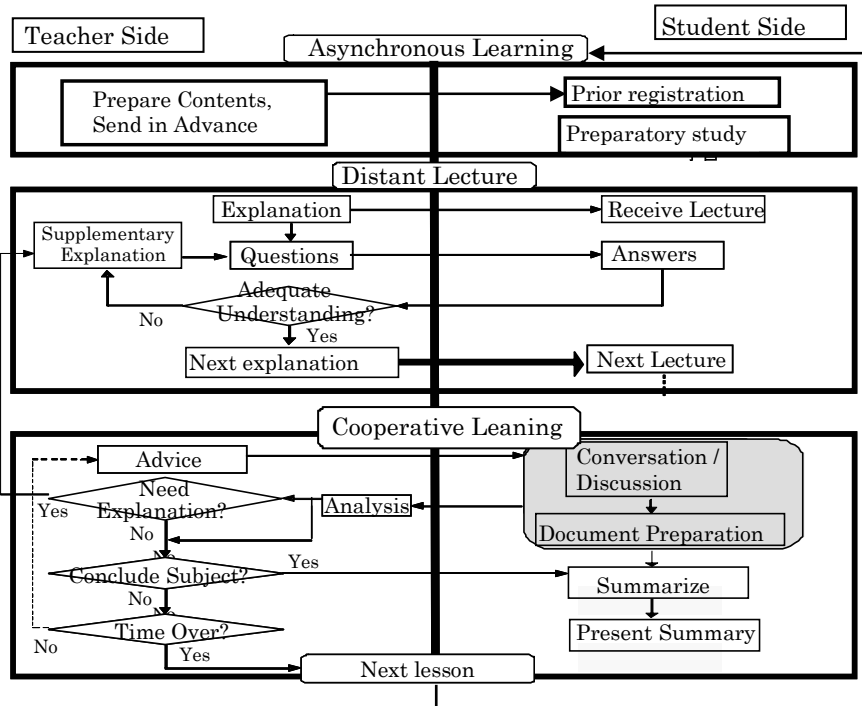 Teacher Side
Student Side
Asynchronous Learning
Prepare Contents,
Send in Advance
Prior registration
Preparatory study
Distant Lecture
Explanation
Receive Lecture
Supplementary
Explanation
Questions
Answers
Adequate
Understanding?
No
Yes
Next explanation
Next Lecture
Cooperative Leaning
Advice
Conversation /
Discussion
Need
Explanation?
Analysis
Yes
No
Document Preparation
No
Conclude Subject?
Yes
Summarize
No
No
Time Over?
No
Yes
Present Summary
Next lesson